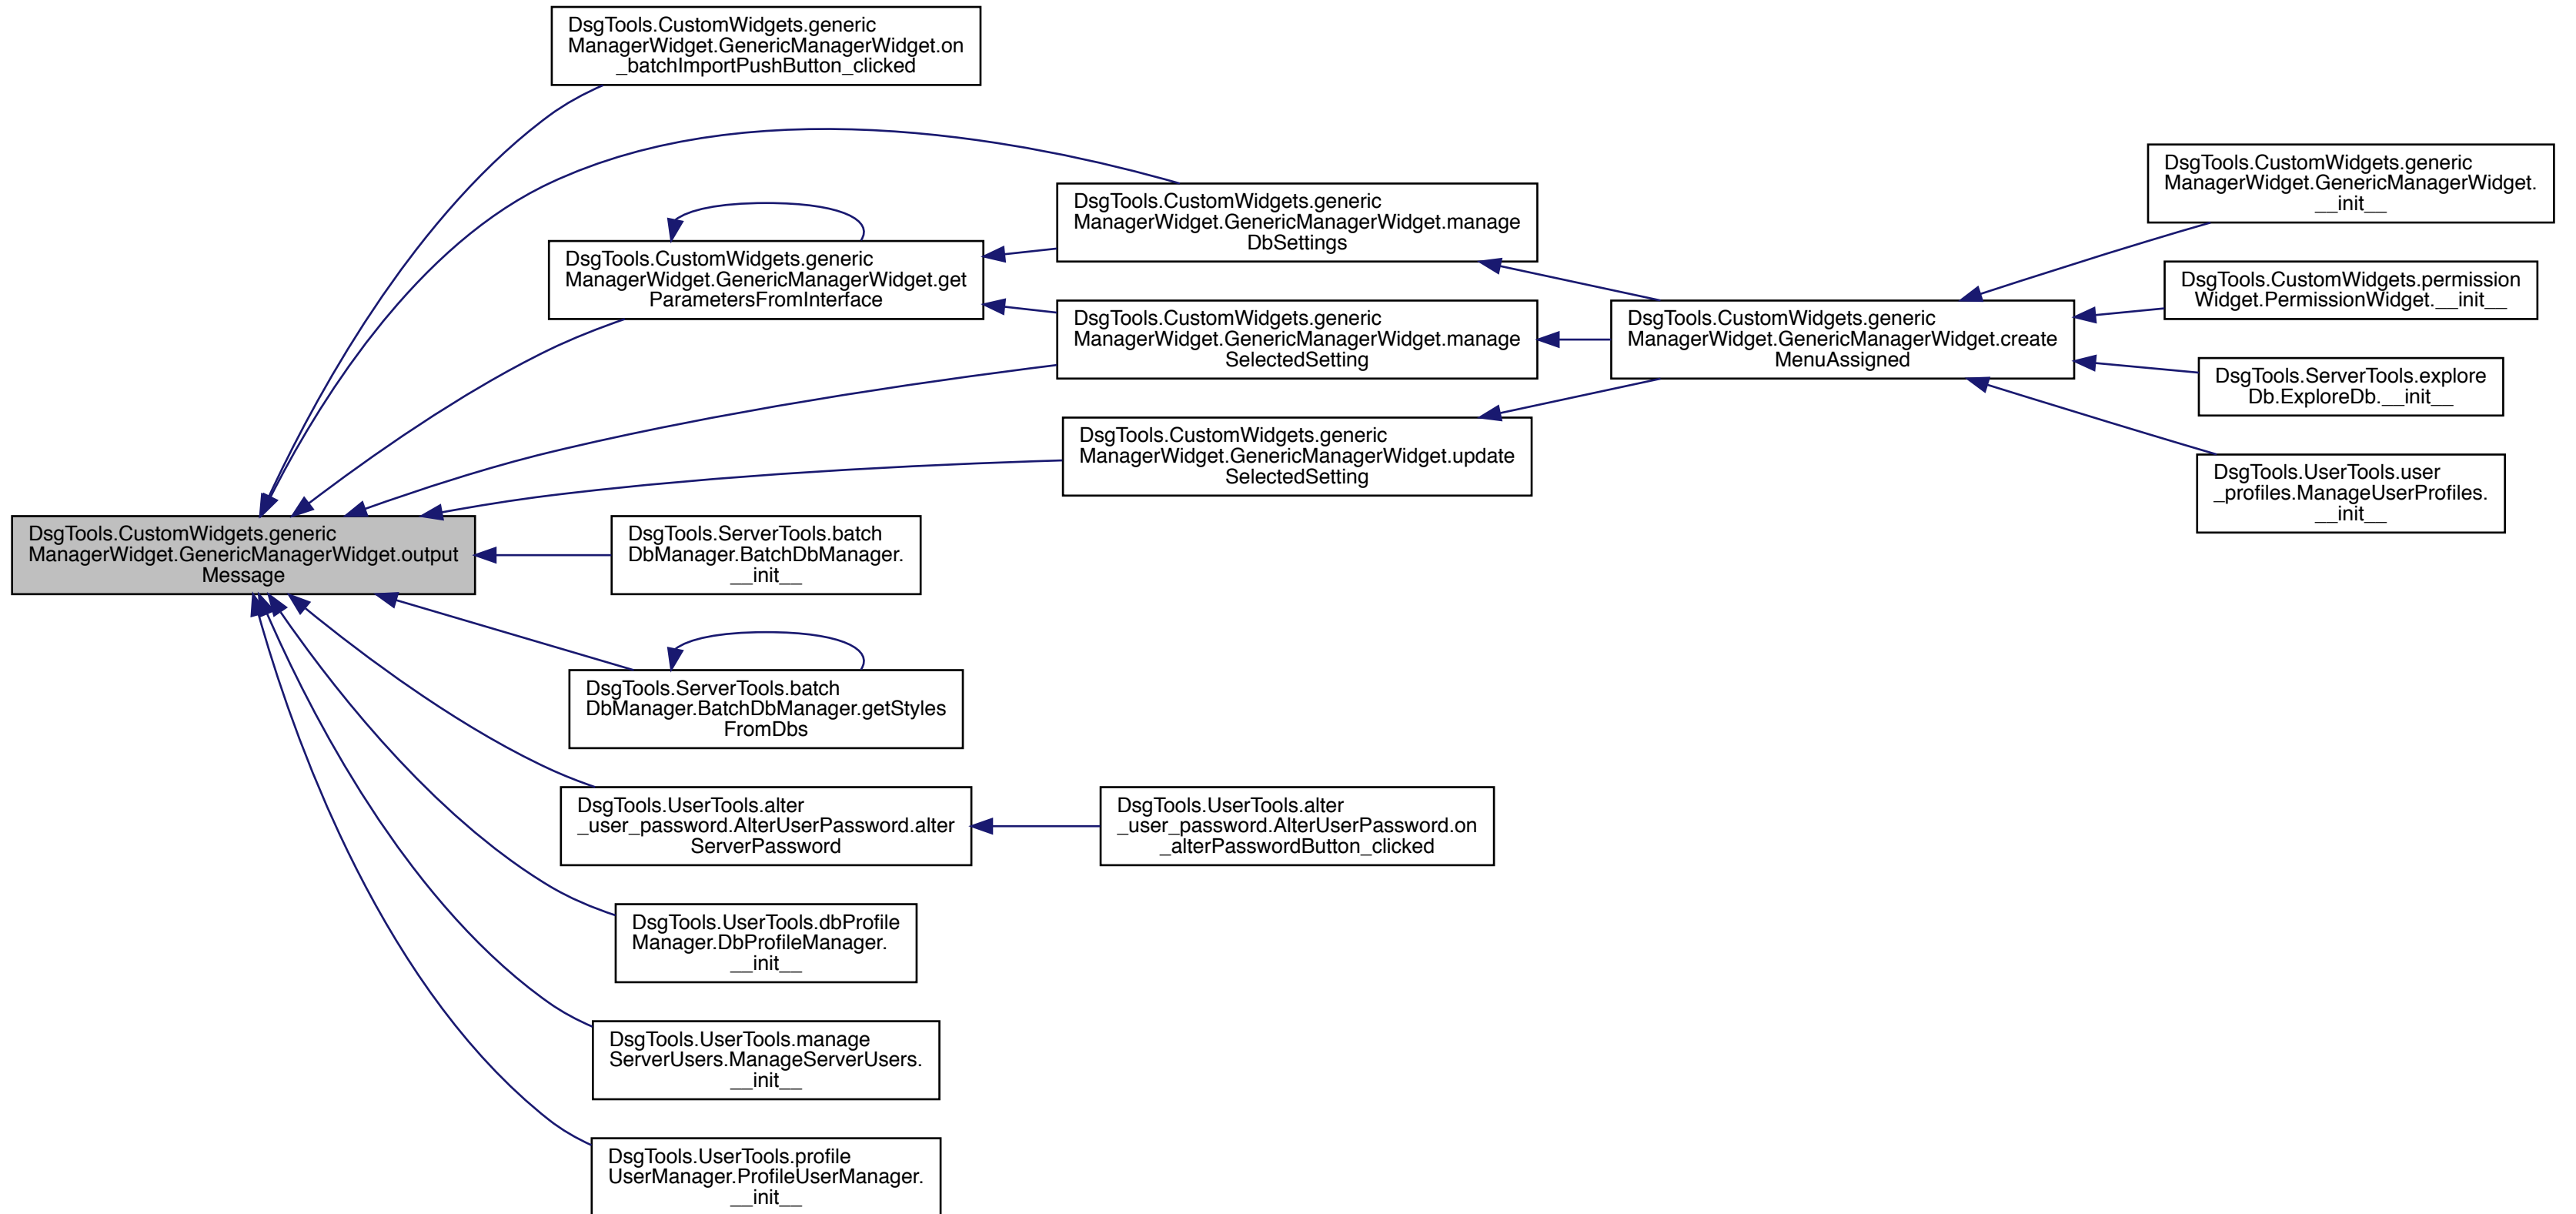 DsgTools.CustomWidgets.generic
ManagerWidget.GenericManagerWidget.on
_batchImportPushButton_clicked
DsgTools.CustomWidgets.generic
ManagerWidget.GenericManagerWidget.
__init__
DsgTools.CustomWidgets.generic
ManagerWidget.GenericManagerWidget.manage
DbSettings
DsgTools.CustomWidgets.generic
ManagerWidget.GenericManagerWidget.get
ParametersFromInterface
DsgTools.CustomWidgets.permission
Widget.PermissionWidget.__init__
DsgTools.CustomWidgets.generic
ManagerWidget.GenericManagerWidget.manage
SelectedSetting
DsgTools.CustomWidgets.generic
ManagerWidget.GenericManagerWidget.create
MenuAssigned
DsgTools.ServerTools.explore
Db.ExploreDb.__init__
DsgTools.CustomWidgets.generic
ManagerWidget.GenericManagerWidget.update
SelectedSetting
DsgTools.UserTools.user
_profiles.ManageUserProfiles.
__init__
DsgTools.CustomWidgets.generic
ManagerWidget.GenericManagerWidget.output
Message
DsgTools.ServerTools.batch
DbManager.BatchDbManager.
__init__
DsgTools.ServerTools.batch
DbManager.BatchDbManager.getStyles
FromDbs
DsgTools.UserTools.alter
_user_password.AlterUserPassword.alter
ServerPassword
DsgTools.UserTools.alter
_user_password.AlterUserPassword.on
_alterPasswordButton_clicked
DsgTools.UserTools.dbProfile
Manager.DbProfileManager.
__init__
DsgTools.UserTools.manage
ServerUsers.ManageServerUsers.
__init__
DsgTools.UserTools.profile
UserManager.ProfileUserManager.
__init__